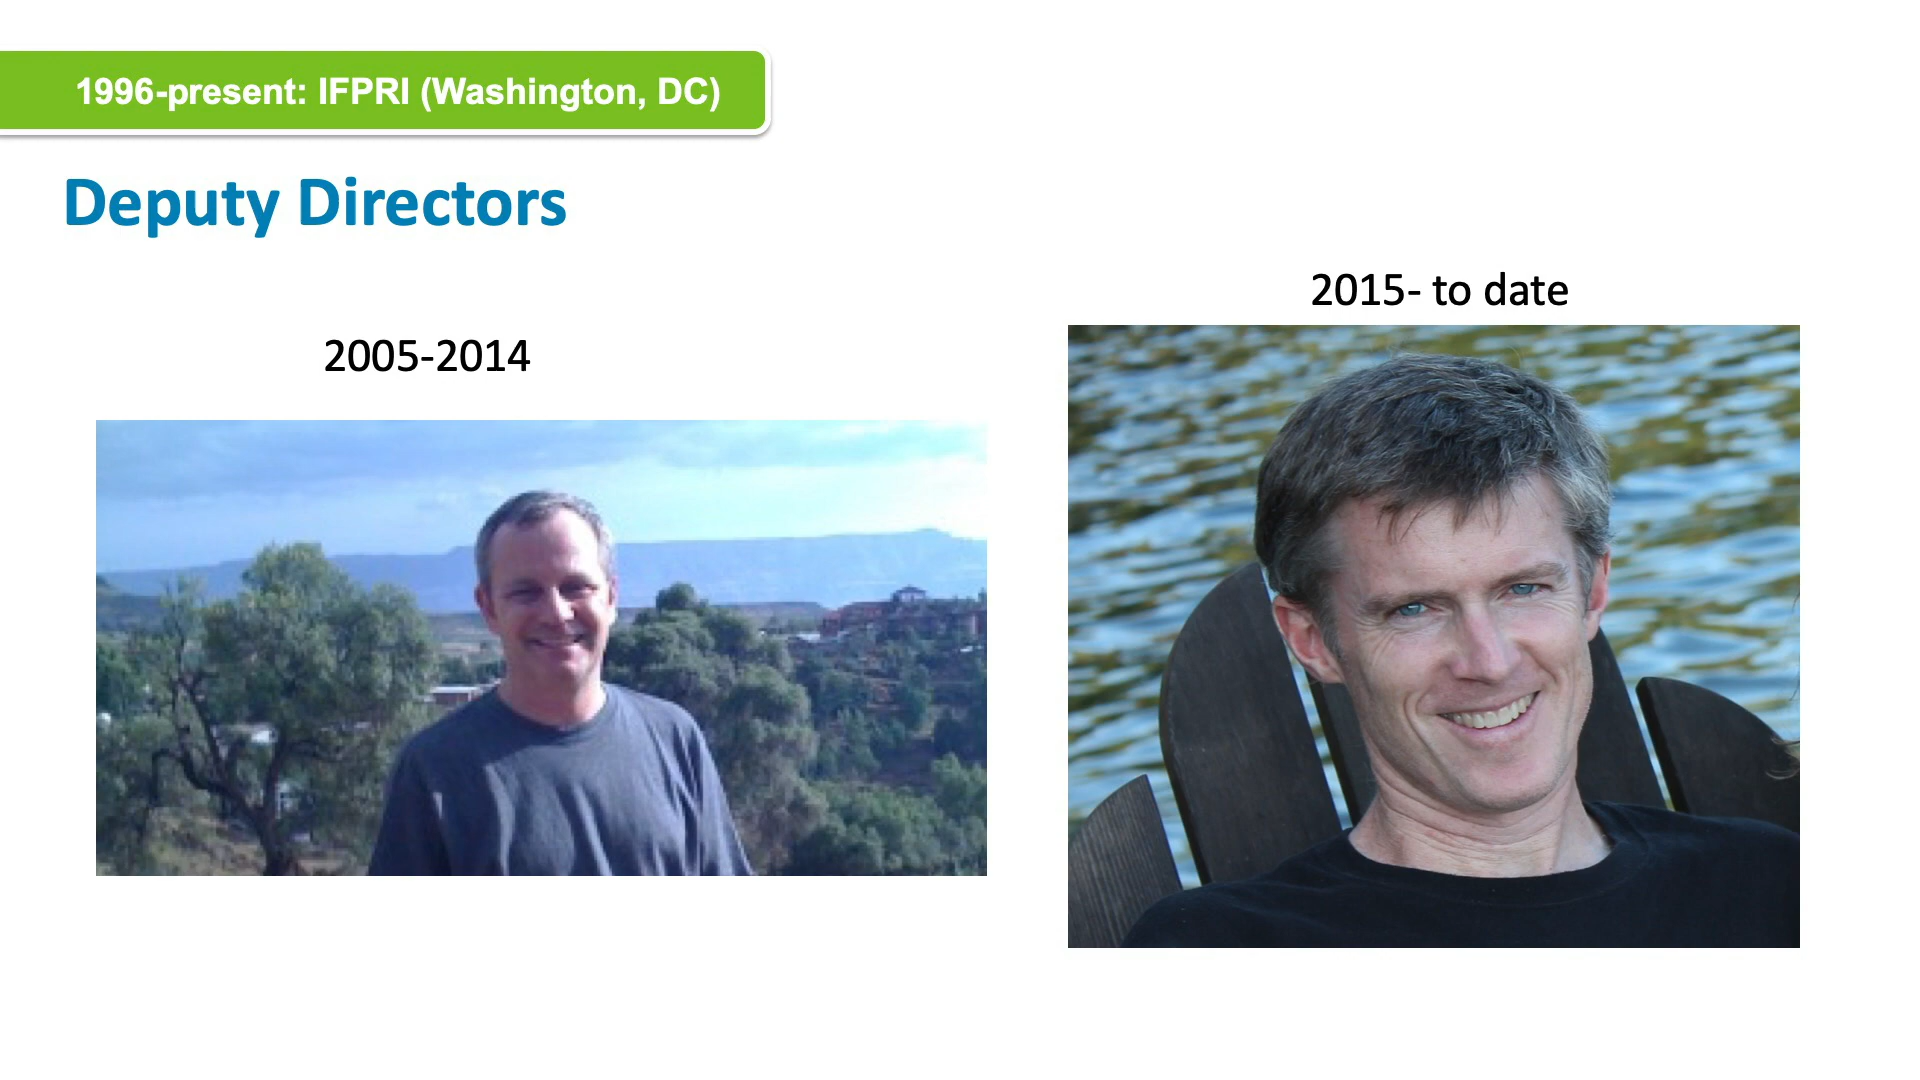 1996-present: IFPRI (Washington, DC)
Deputy Directors
2005-2014
2015- to date